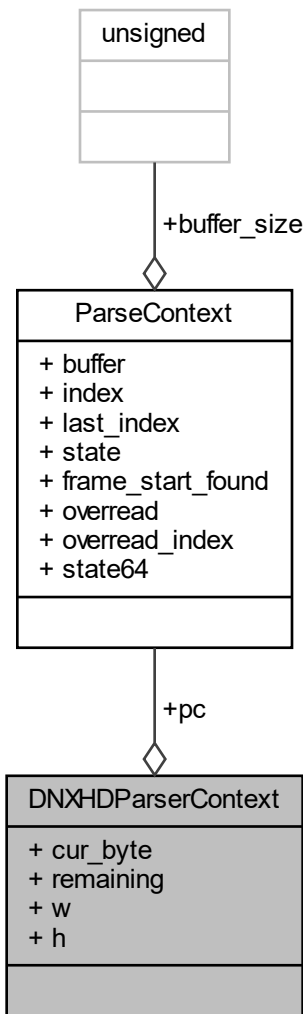 unsigned
+buffer_size
ParseContext
+ buffer
+ index
+ last_index
+ state
+ frame_start_found
+ overread
+ overread_index
+ state64
+pc
DNXHDParserContext
+ cur_byte
+ remaining
+ w
+ h